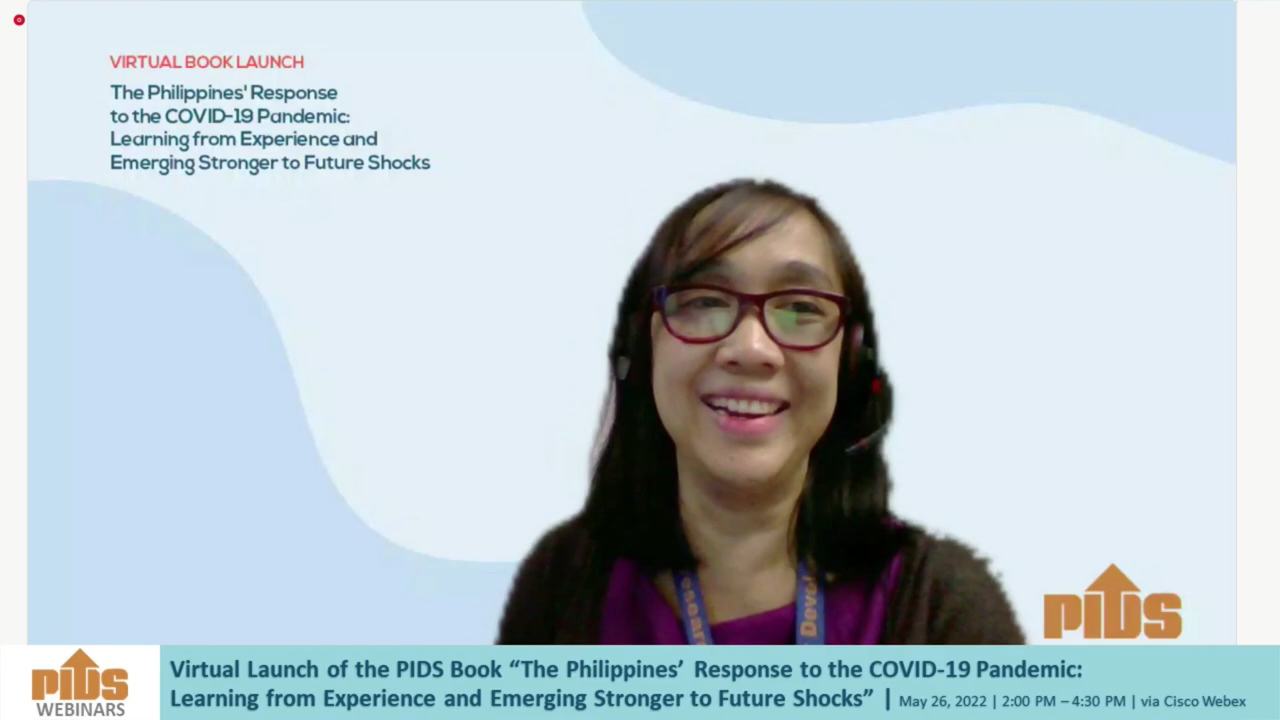 VIRTUAL BOOK LAUNCH
The Philippines' Response
to the COVID-19 Pandemic:
Learning from Experience and
Emerging Stronger to Future Shocks
esear
Deve
PIDS
PIDS
WEBINARS
Virtual Launch of the PIDS Book “The Philippines’ Response to the COVID-19 Pandemic:
Learning from Experience and Emerging Stronger to Future Shocks” | May 26, 2022 | 2:00 PM – 4:30 PM | via Cisco Webex